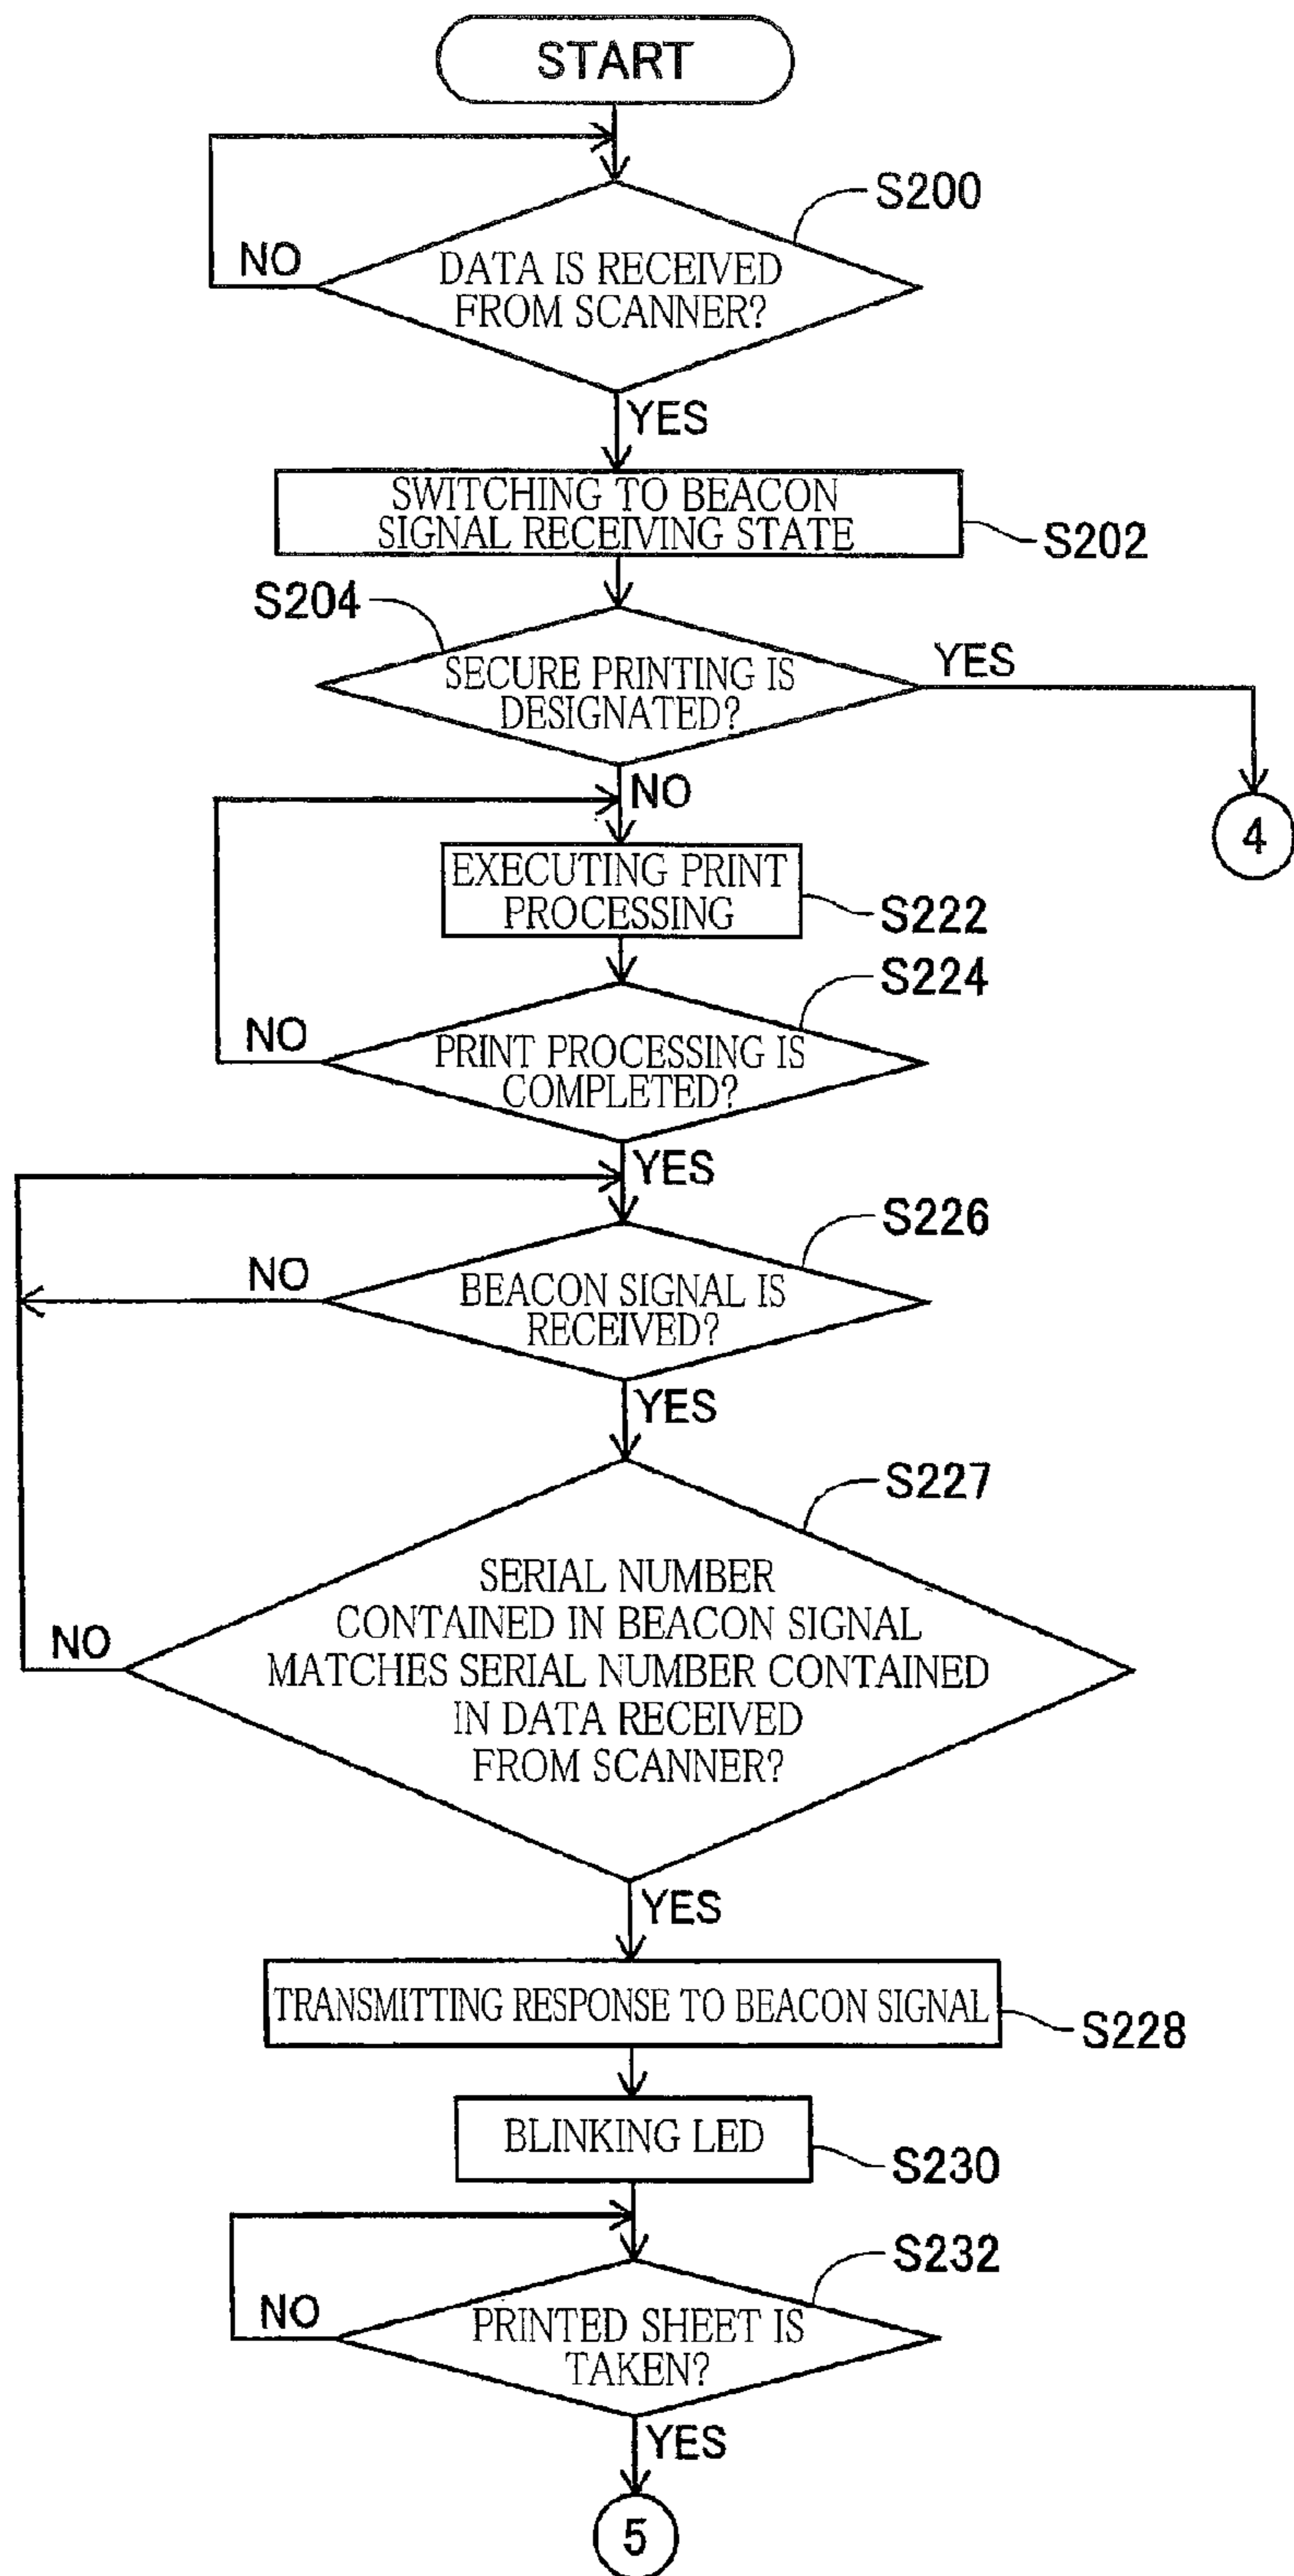 START
S200
NO
DATA IS RECEIVED
FROM SCANNER?
YES
SWITCHING TO BEACON
SIGNAL RECEIVING STATE
S202
S204
SECURE PRINTING IS
DESIGNATED?
YES
NO
4
EXECUTING PRINT
PROCESSING
S222
S224
NO
PRINT PROCESSING IS
COMPLETED?
YES
S226
NO
BEACON SIGNAL IS
RECEIVED?
YES
S227
SERIAL NUMBER
CONTAINED IN BEACON SIGNAL
NO
MATCHES SERIAL NUMBER CONTAINED
IN DATA RECEIVED
FROM SCANNER?
YES
TRANSMITTING RESPONSE TO BEACON SIGNAL
S228
BLINKING LED
S230
S232
NO
PRINTED SHEET IS
TAKEN?
YES
5